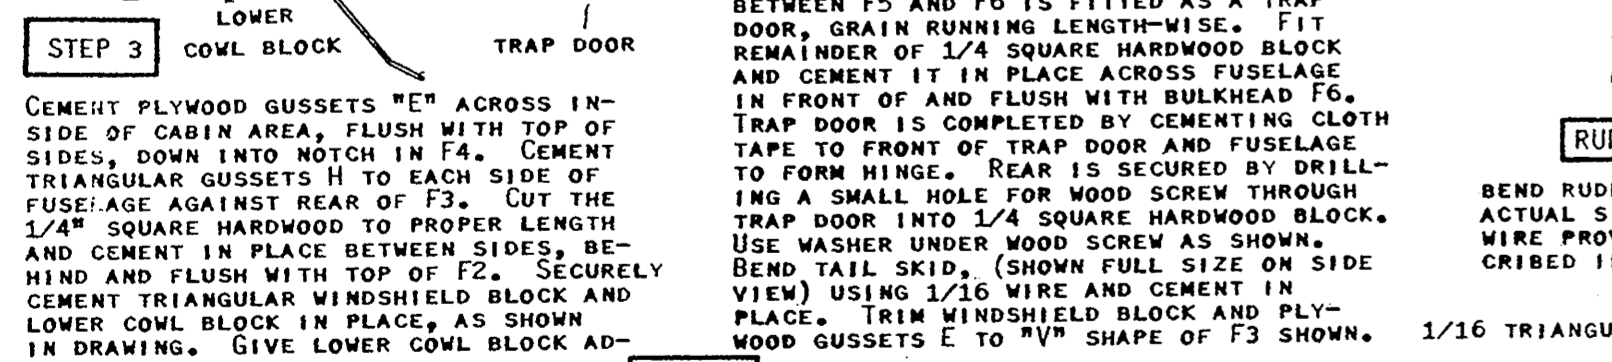 LOWER
COWL BLOCK
TRAP DOOR
STEP 3
CEMENT PLYWOOD GUSSETS "E" ACROSS IN-
SIDE OF CABIN AREA, FLUSH WITH TOP OF
SIDES, DOWN INTO NOTCH IN F4. CEMENT
TRIANGULAR GUSSETS H TO EACH SIDE OF
FUSELAGE AGAINST REAR OF F3. CUT THE
1/4" SQUARE HARDWOOD TO PROPER LENGTH
AND CEMENT IN PLACE BETWEEN SIDES, BE-
HIND AND FLUSH WITH TOP OF F2. SECURELY
CEMENT TRIANGULAR WINDSHIELD BLOCK AND
LOWER COWL BLOCK IN PLACE, AS SHOWN
IN DRAWING. GIVE LOWER COWL BLOCK AD-
BETWEEN F5 AND F6 IS FITTED AS A TRAP
DOOR, GRAIN RUNNING LENGTH-WISE. FIT
REMAINDER OF 1/4 SQUARE HARDWOOD BLOCK
AND CEMENT IT IN PLACE ACROSS FUSELAGE
IN FRONT OF AND FLUSH WITH BULKHEAD F6.
TRAP DOOR IS COMPLETED BY CEMENTING CLOTH
TAPE TO FRONT OF TRAP DOOR AND FUSELAGE
TO FORM HINGE. REAR IS SECURED BY DRILL-
ING A SMALL HOLE FOR WOOD SCREW THROUGH
TRAP DOOR INTO 1/4 SQUARE HARDWOOD BLOCK.
USE WASHER UNDER WOOD SCREW AS SHOWN.
BEND TAIL SKID, (SHOWN FULL SIZE ON SIDE
VIEW) USING 1/16 WIRE AND CEMENT IN
PLACE. TRIM WINDSHIELD BLOCK AND PLY-
WOOD GUSSETS E TO "V" SHAPE OF F3 SHOWN.
BEND
ACTUAL
WIRE
1/16